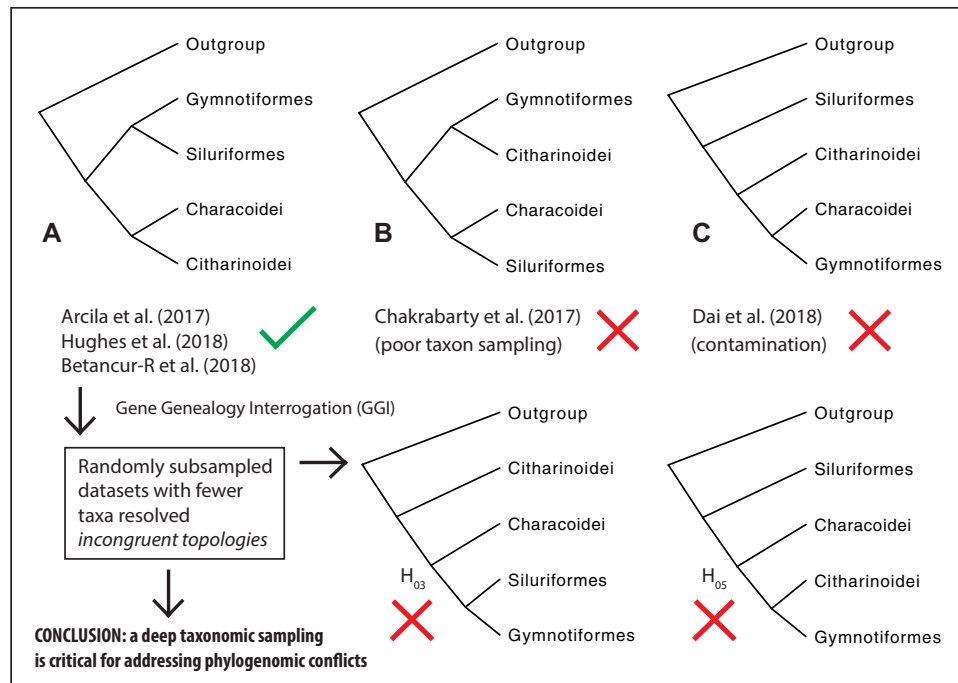 Outgroup
Gymnotiformes
Siluriformes
Characoidei
Citharinoidei
A
Outgroup
Gymnotiformes
Citharinoidei
Characoidei
Siluriformes
B
Outgroup
Siluriformes
Citharinoidei
Characoidei
Gymnotiformes
C
Arcila et al. (2017)
Hughes et al. (2018)
Betancur-R et al. (2018)
Chakrabarty et al. (2017)
(poor taxon sampling)
Dai et al. (2018)
(contamination)
Gene Genealogy Interrogation (GGI)
Randomly subsampled
datasets with fewer
taxa resolved
incongruent topologies
CONCLUSION: a deep taxonomic sampling
is critical for addressing phylogenomic conflicts
Outgroup
Citharinoidei
Characoidei
Siluriformes
Gymnotiformes
H03
Outgroup
Siluriformes
Characoidei
Citharinoidei
Gymnotiformes
H05